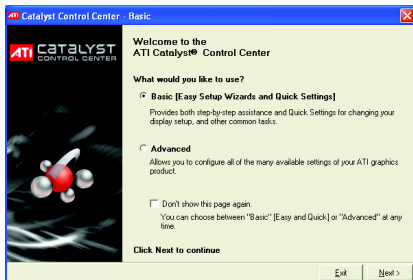 ATI Catalyst Control Center - Basic
ATI CATALYST
CONTROL CENTER
Welcome to the
ATI Catalyst® Control Center
What would you like to use?
Basic [Easy Setup Wizards and Quick Settings]
Provides both step-by-step assistance and Quick Settings for changing your
display setup, and other common tasks.
Advanced
Allows you to configure all of the many available settings of your ATI graphics
product.
Don't show this page again.
You can choose between "Basic" [Easy and Quick] or "Advanced" at any
time.
Click Next to continue
Exit
Next >